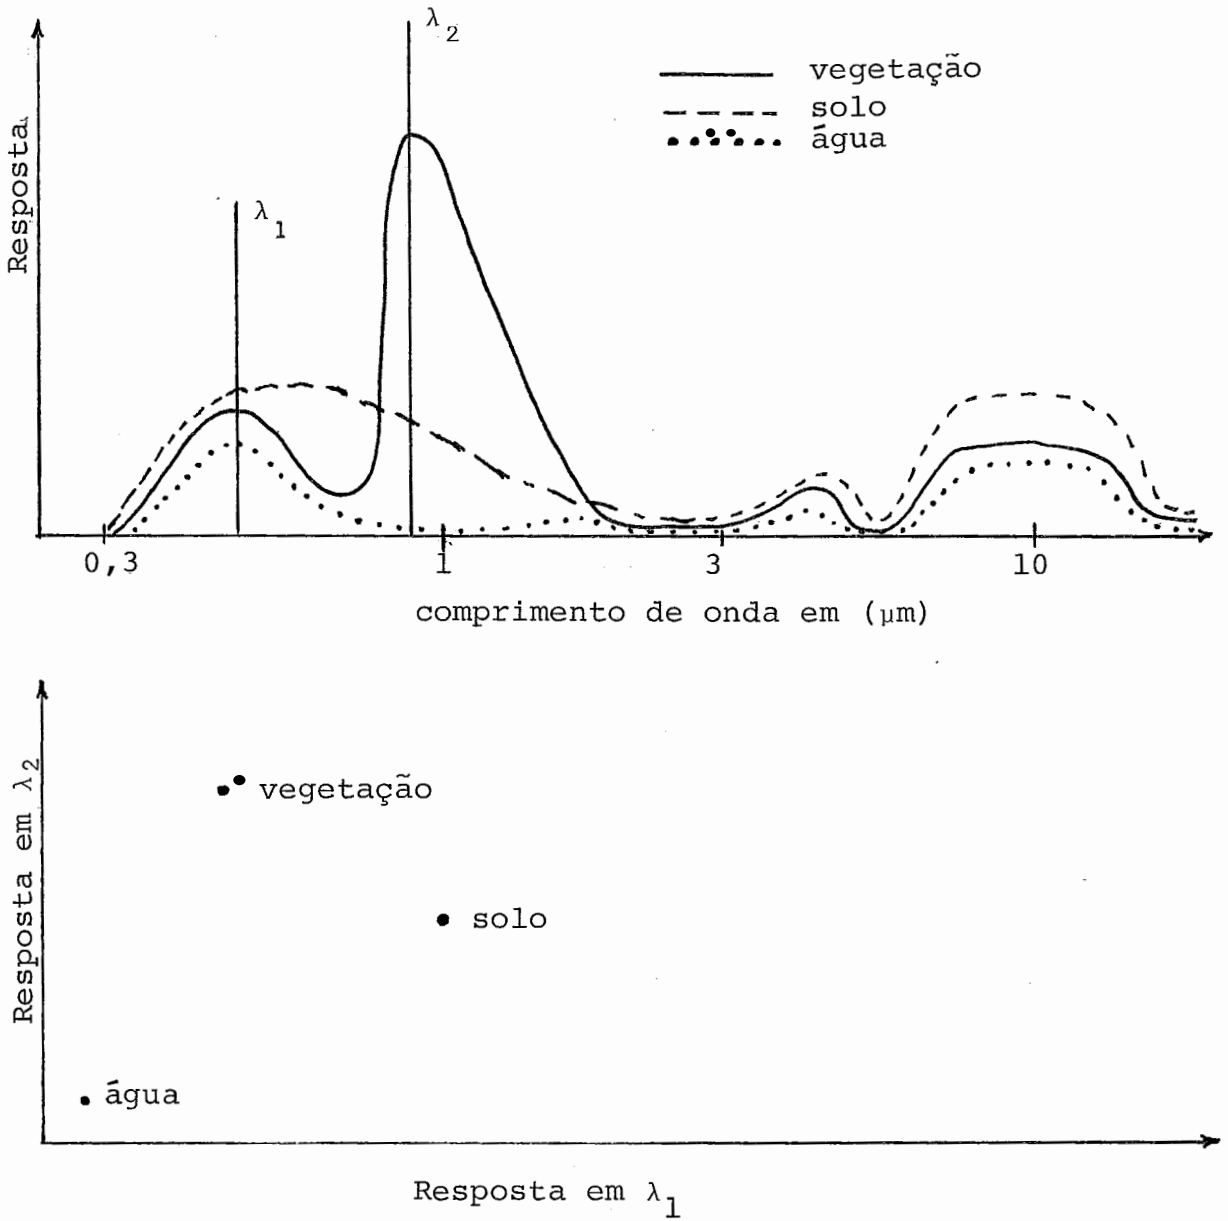 λ2
vegetação
solo
água
Resposta
λ1
0,3 1 3 10
comprimento de onda em (μm)
Resposta em λ2
vegetação
solo
água
Resposta em λ1